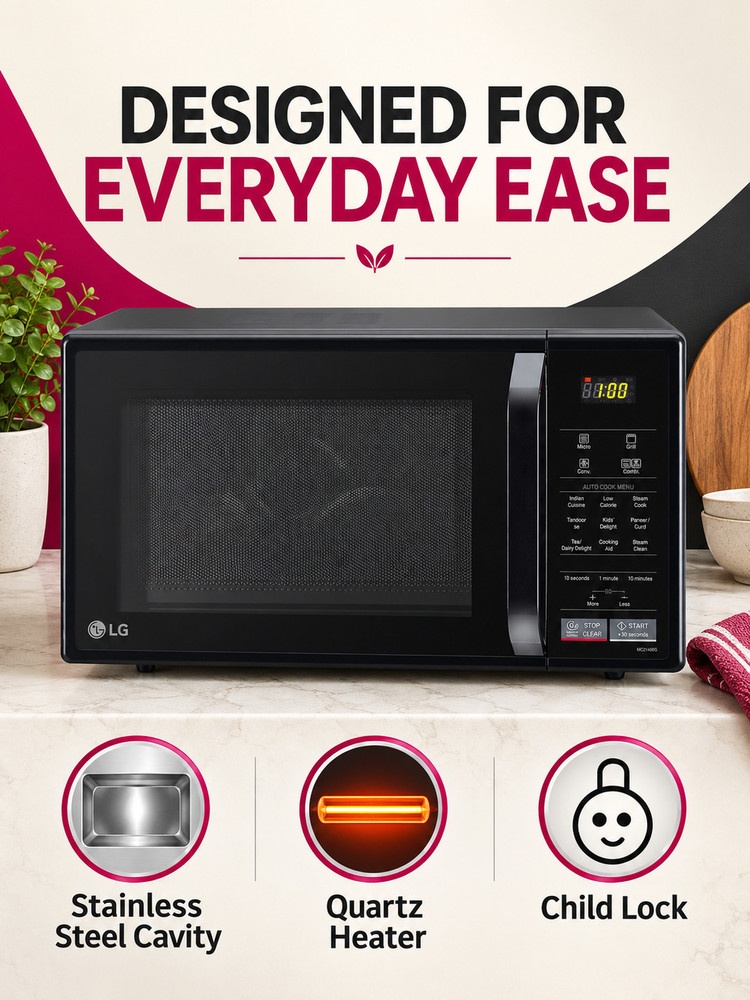 DESIGNED FOR
EVERYDAY EASE
1:00
Micro Grill
Conv. Combi.
AUTO COOK MENU
Indian Cuisine
Low Calorie
Steam Cook
Tandoor se
Kids' Delight
Paneer/ Curd
Tea/ Dairy Delight
Cooking Aid
Steam Clean
10 seconds 1 minute 10 minutes
More Less
STOP
CLEAR
START
+30 seconds
LG
Stainless
Steel Cavity
Quartz
Heater
Child Lock